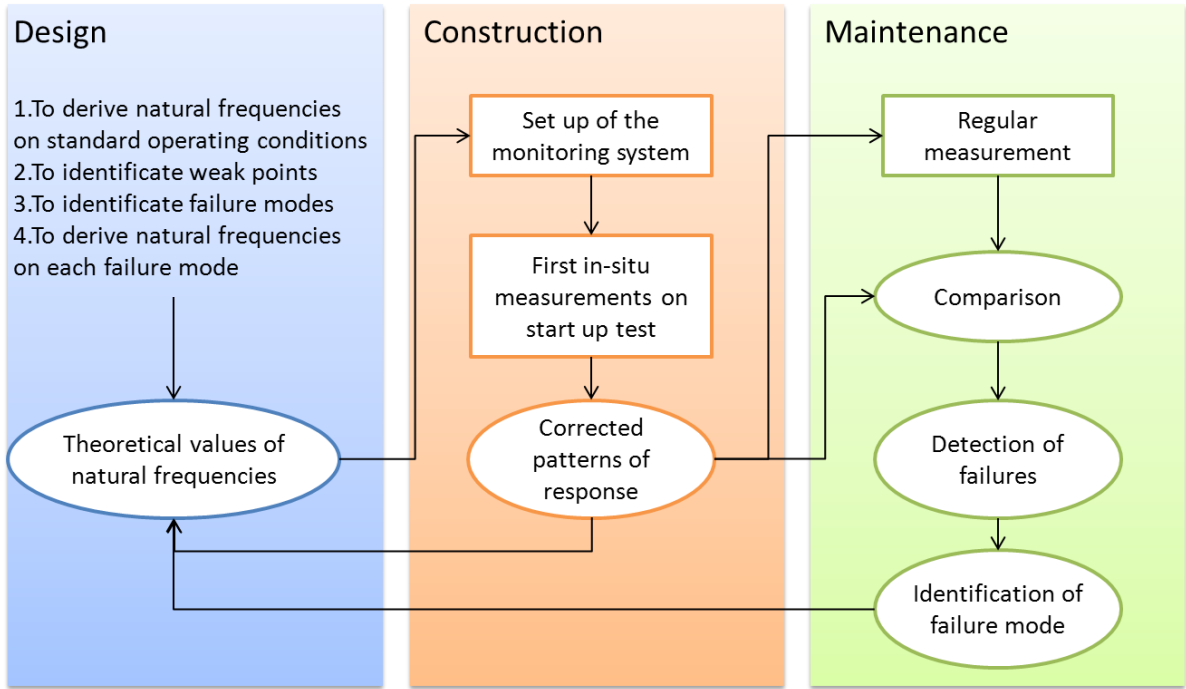 Design
1.To derive natural frequencies
on standard operating conditions
2.To identificate weak points
3.To identificate failure modes
4.To derive natural frequencies
on each failure mode
Theoretical values of
natural frequencies
Construction
Set up of the
monitoring system
First in-situ
measurements on
start up test
Corrected
patterns of
response
Maintenance
Regular
measurement
Comparison
Detection of
failures
Identification of
failure mode